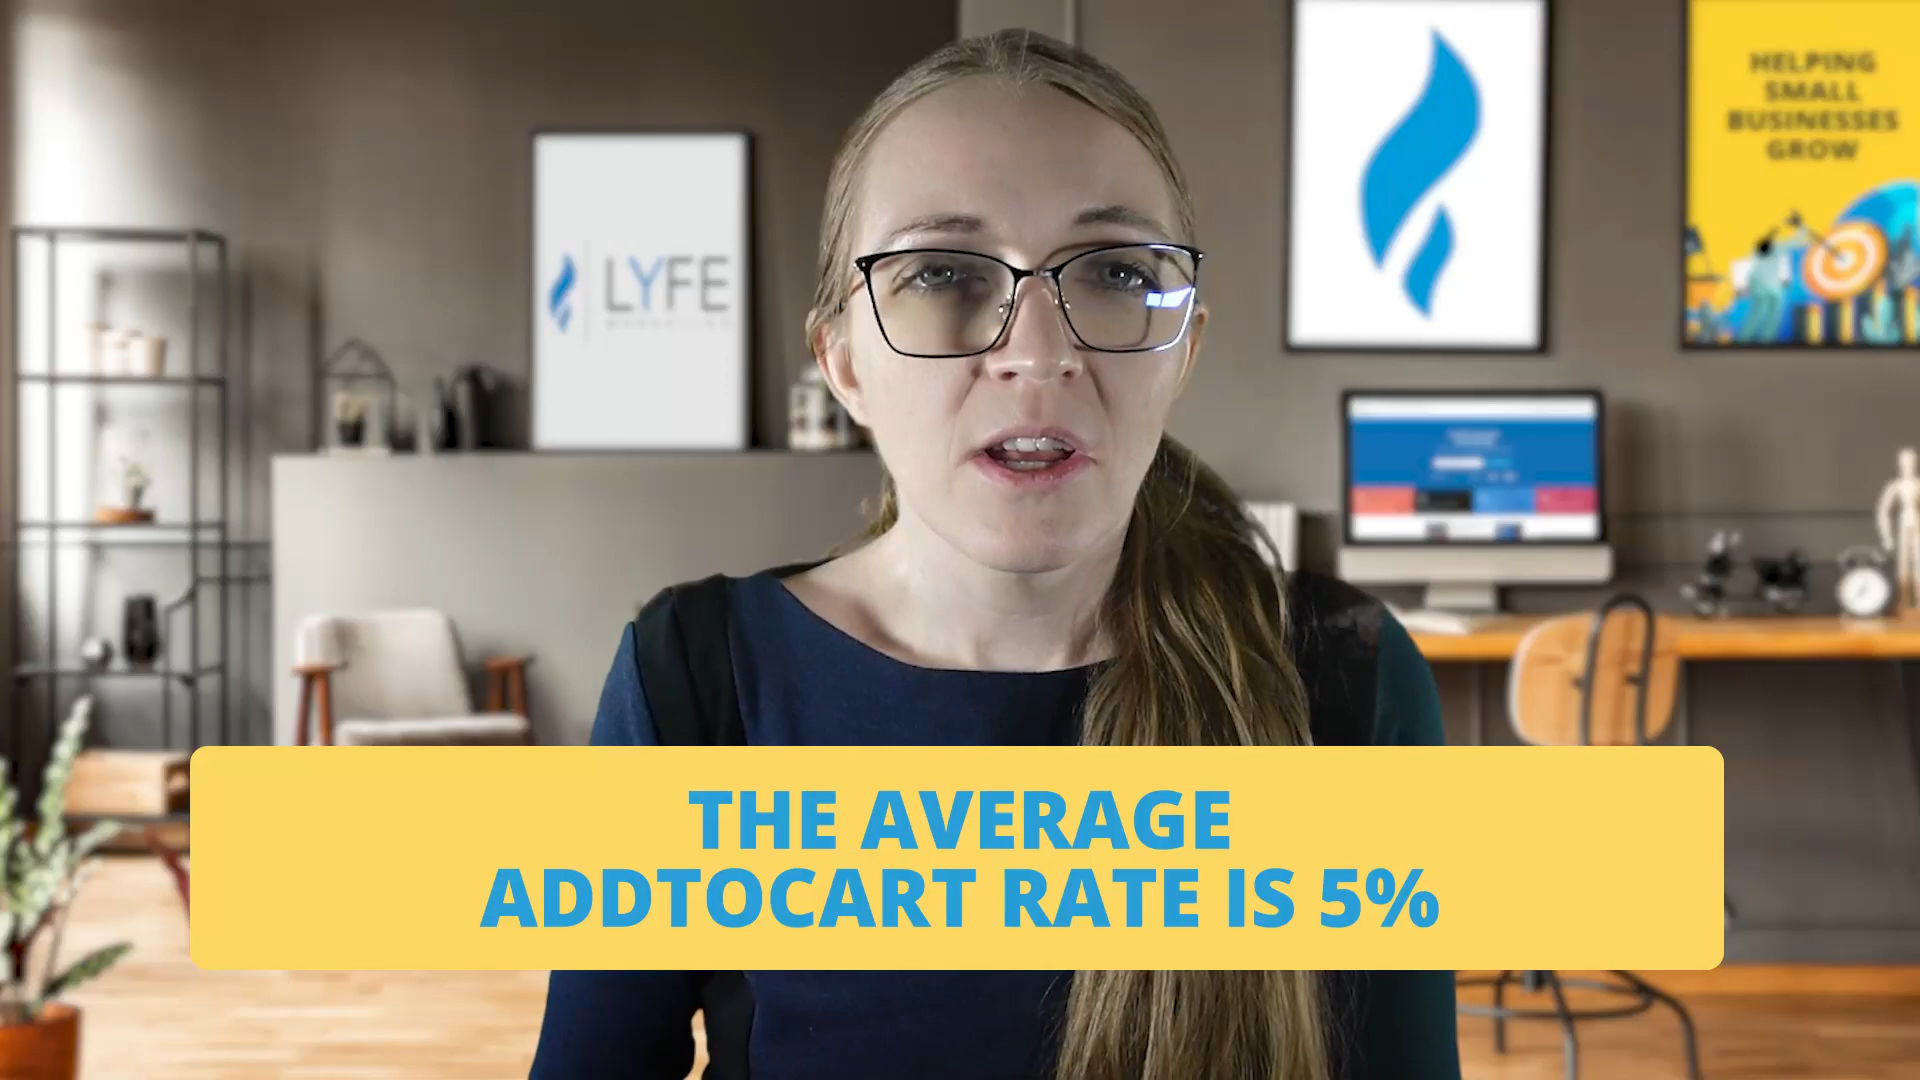 LYFE
HELPING
SMALL
BUSINESSES
GROW
THE AVERAGE
ADDTOCART RATE IS 5%